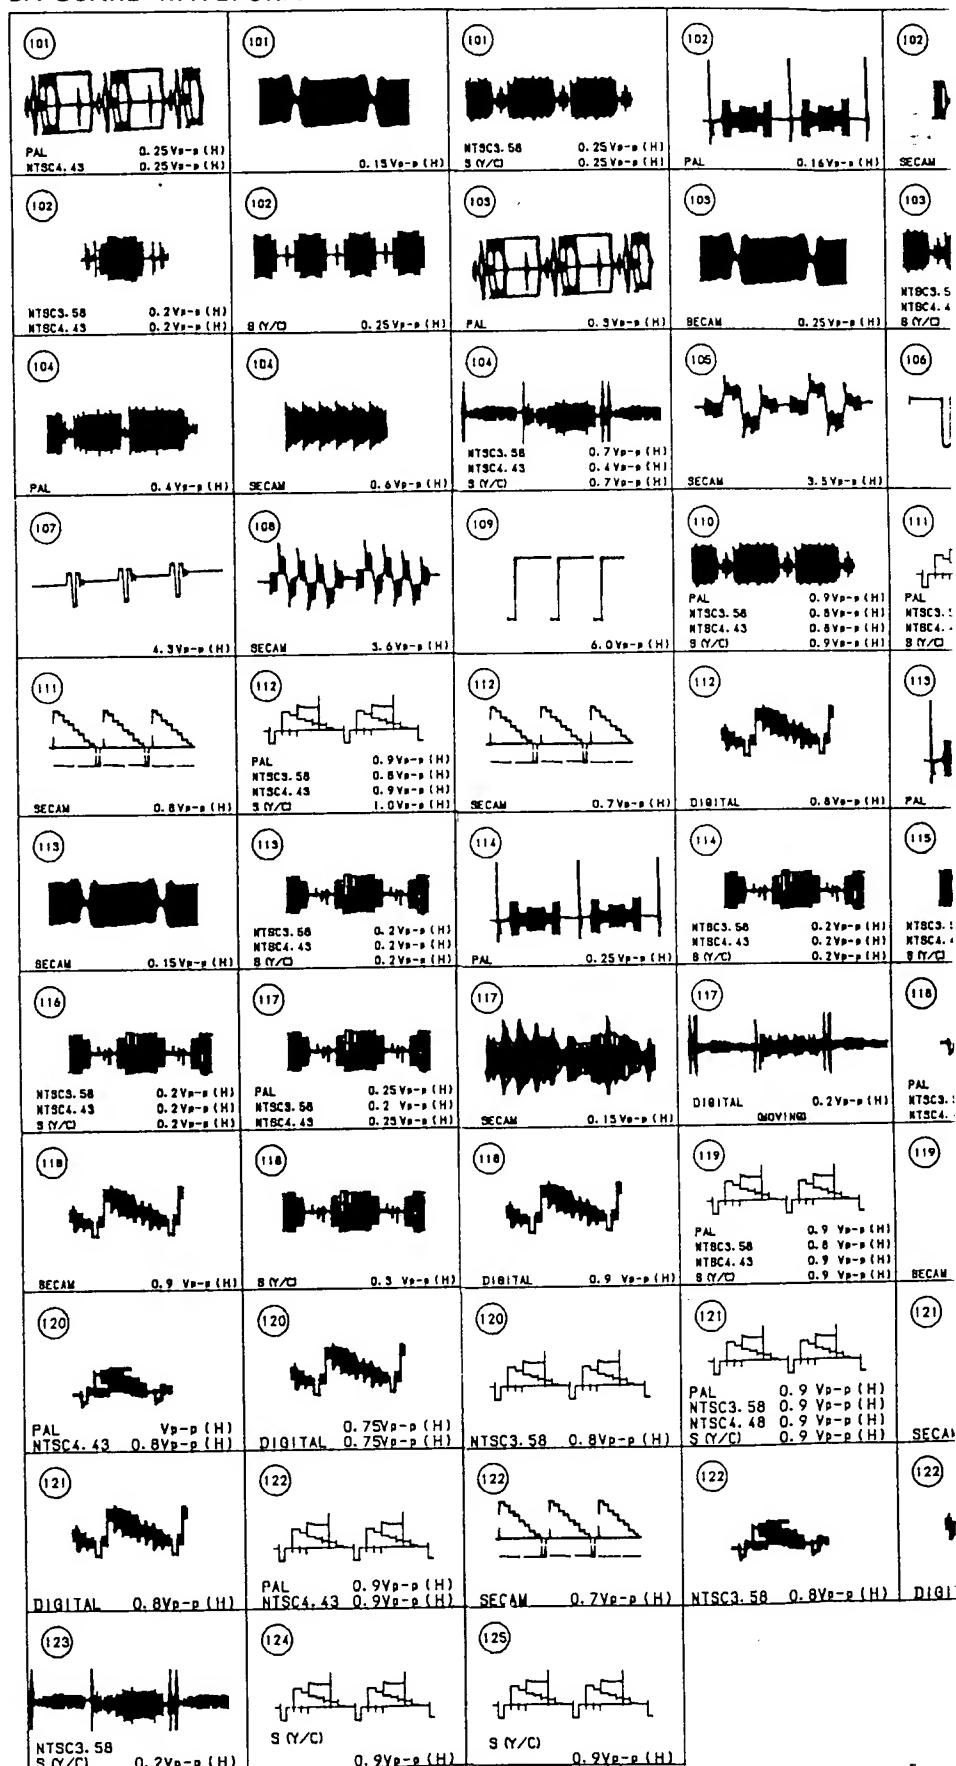 101
PAL 0.25Vp-p (H)
NTSC4.43 0.25Vp-p (H)
101
0.15Vp-p (H)
101
NTSC3.58 0.25Vp-p (H)
S (Y/C) 0.25Vp-p (H)
102
PAL 0.16Vp-p (H)
102
SECAM
102
NTSC3.58 0.2Vp-p (H)
NTSC4.43 0.2Vp-p (H)
102
S (Y/C) 0.25Vp-p (H)
103
PAL 0.3Vp-p (H)
103
SECAM 0.25Vp-p (H)
103
NTSC3.5
NTSC4.4
S (Y/C)
104
PAL 0.4Vp-p (H)
104
SECAM 0.6Vp-p (H)
104
NTSC3.58 0.7Vp-p (H)
NTSC4.43 0.4Vp-p (H)
S (Y/C) 0.7Vp-p (H)
105
SECAM 3.5Vp-p (H)
106
107
4.3Vp-p (H)
108
SECAM 3.6Vp-p (H)
109
6.0Vp-p (H)
110
PAL 0.9Vp-p (H)
NTSC3.58 0.8Vp-p (H)
NTSC4.43 0.8Vp-p (H)
S (Y/C) 0.9Vp-p (H)
111
PAL
NTSC3.
NTSC4.
S (Y/C)
111
SECAM 0.8Vp-p (H)
112
PAL 0.9Vp-p (H)
NTSC3.58 0.8Vp-p (H)
NTSC4.43 0.9Vp-p (H)
S (Y/C) 1.0Vp-p (H)
112
SECAM 0.7Vp-p (H)
112
DIGITAL 0.8Vp-p (H)
113
PAL
113
SECAM 0.15Vp-p (H)
113
NTSC3.58 0.2Vp-p (H)
NTSC4.43 0.2Vp-p (H)
S (Y/C) 0.2Vp-p (H)
114
PAL 0.25Vp-p (H)
114
NTSC3.58 0.2Vp-p (H)
NTSC4.43 0.2Vp-p (H)
S (Y/C) 0.2Vp-p (H)
115
NTSC3.
NTSC4.
S (Y/C)
116
NTSC3.58 0.2Vp-p (H)
NTSC4.43 0.2Vp-p (H)
S (Y/C) 0.2Vp-p (H)
117
PAL 0.25Vp-p (H)
NTSC3.58 0.2 Vp-p (H)
NTSC4.43 0.25Vp-p (H)
117
SECAM 0.15Vp-p (H)
117
DIGITAL 0.2Vp-p (H)
(MOVING)
118
PAL
NTSC3.
NTSC4.
118
SECAM 0.9 Vp-p (H)
118
S (Y/C) 0.3 Vp-p (H)
118
DIGITAL 0.9 Vp-p (H)
119
PAL 0.9 Vp-p (H)
NTSC3.58 0.8 Vp-p (H)
NTSC4.43 0.9 Vp-p (H)
S (Y/C) 0.9 Vp-p (H)
119
SECAM
120
PAL Vp-p (H)
NTSC4.43 0.8Vp-p (H)
120
0.75Vp-p (H)
DIGITAL 0.75Vp-p (H)
120
NTSC3.58 0.8Vp-p (H)
121
PAL 0.9 Vp-p (H)
NTSC3.58 0.9 Vp-p (H)
NTSC4.48 0.9 Vp-p (H)
S (Y/C) 0.9 Vp-p (H)
121
SECAM
121
DIGITAL 0.8Vp-p (H)
122
PAL 0.9Vp-p (H)
NTSC4.43 0.9Vp-p (H)
122
SECAM 0.7Vp-p (H)
122
NTSC3.58 0.8Vp-p (H)
122
DIGI
123
NTSC3.58
S (Y/C) 0.2Vp-p (H)
124
S (Y/C)
0.9Vp-p (H)
125
S (Y/C)
0.9Vp-p (H)